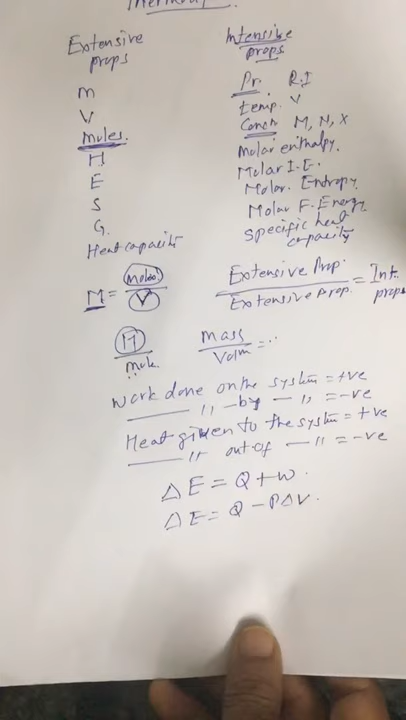 Thermody
Extensive props
Intensive props
m
V
Moles.
H
E
S
G.
Heat capacity
Pr. R.I
temp. V
Concn M, N, X
Molar enthalpy.
Molar I.E.
Molar. Entropy
Molar F. Energy
Specific heat capacity
M = Moles / V
Extensive Prop. / Extensive Prop. = Int. props
H / mole
Mass / Volm = ..
Work done on the system = +ve
—— ,, — by — ,, = -ve
Heat given to the system = +ve
—— ,, out of — ,, = -ve
Δ E = Q + W.
Δ E = Q - PΔV.